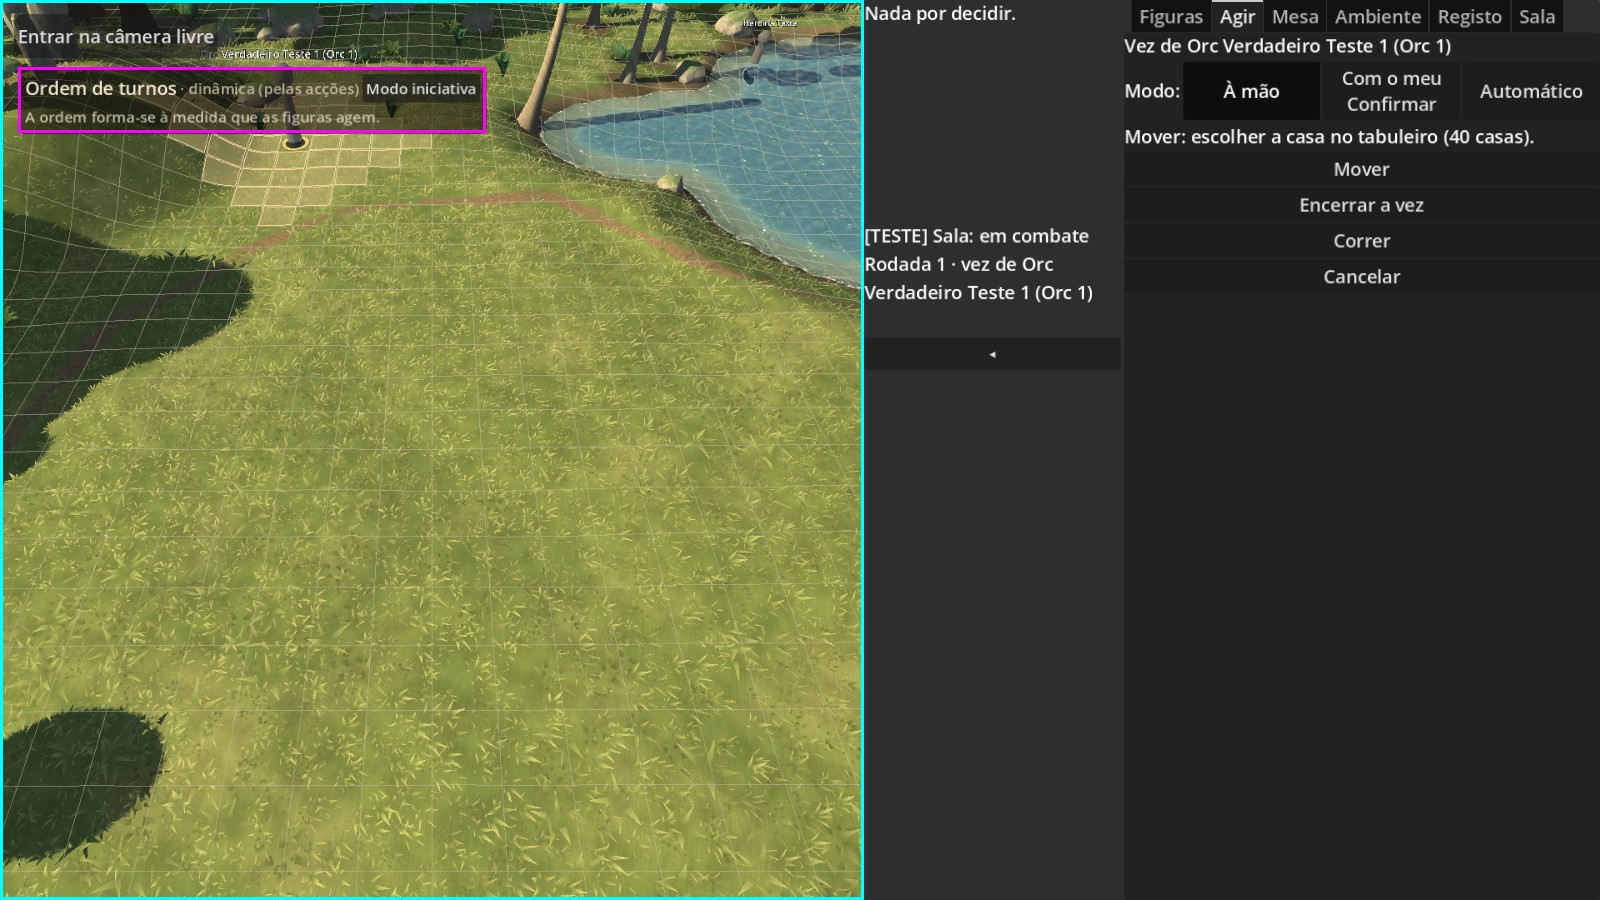 Entrar na câmera livre
Verdadeiro Teste 1 (Orc 1)
Heroína Teste
Ordem de turnos · dinâmica (pelas acções) Modo iniciativa
A ordem forma-se à medida que as figuras agem.
Nada por decidir.
[TESTE] Sala: em combate
Rodada 1 · vez de Orc
Verdadeiro Teste 1 (Orc 1)
Figuras Agir Mesa Ambiente Registo Sala
Vez de Orc Verdadeiro Teste 1 (Orc 1)
Modo: À mão Com o meu Confirmar Automático
Mover: escolher a casa no tabuleiro (40 casas).
Mover
Encerrar a vez
Correr
Cancelar